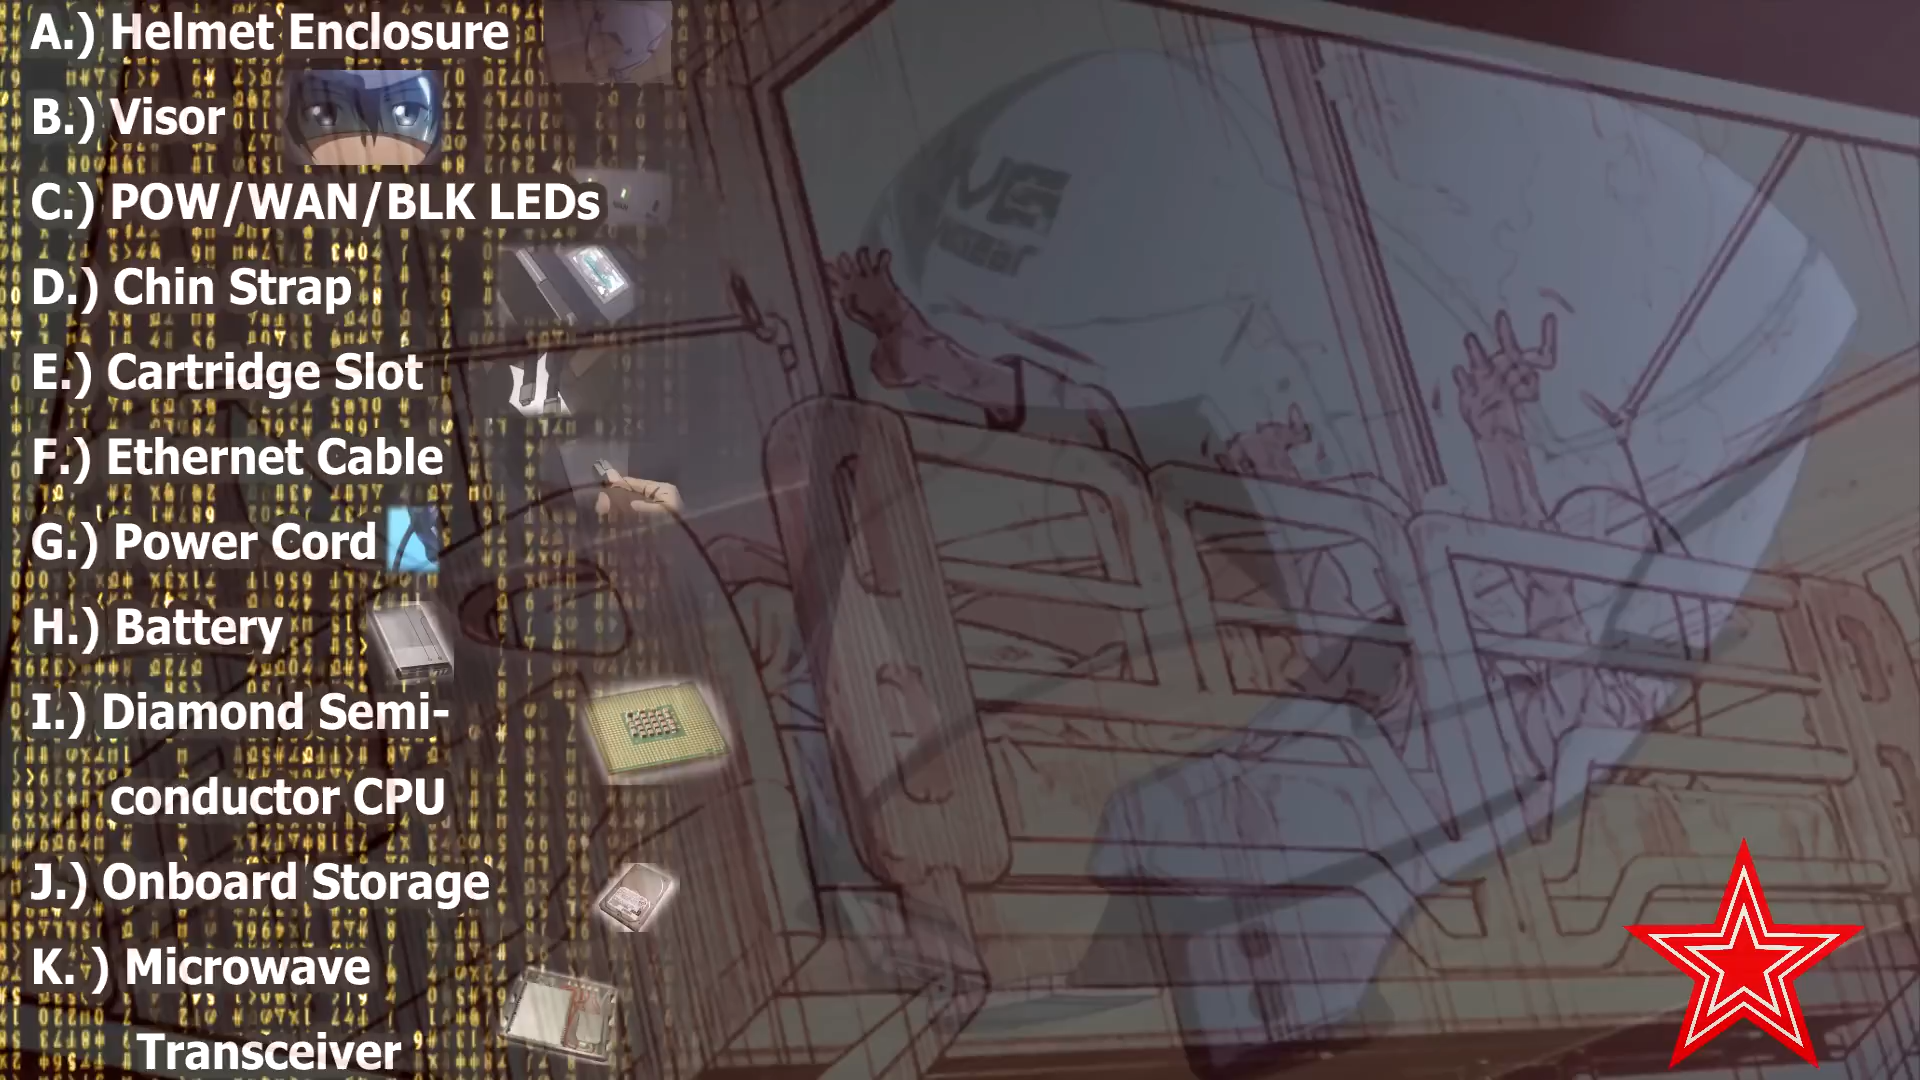 A.) Helmet Enclosure
B.) Visor
C.) POW/WAN/BLK LEDs
D.) Chin Strap
E.) Cartridge Slot
F.) Ethernet Cable
G.) Power Cord
H.) Battery
I.) Diamond Semi-
conductor CPU
J.) Onboard Storage
K. ) Microwave
Transceiver